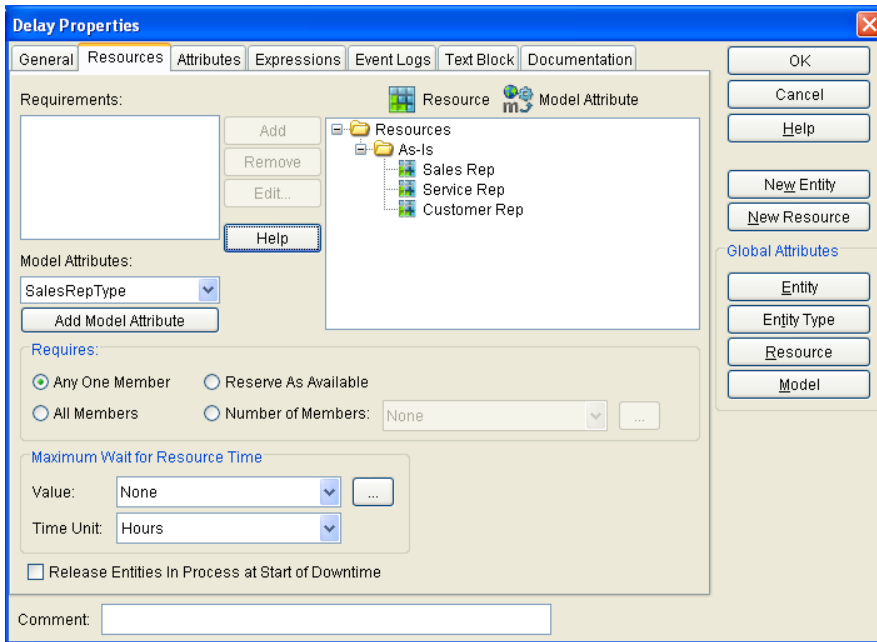 Delay Properties
General Resources Attributes Expressions Event Logs Text Block Documentation
Requirements:
Resource m Model Attribute
Add
Remove
Edit...
Help
Resources
As-Is
Sales Rep
Service Rep
Customer Rep
Model Attributes:
SalesRepType
Add Model Attribute
Requires:
Any One Member Reserve As Available
All Members Number of Members: None ...
Maximum Wait for Resource Time
Value: None ...
Time Unit: Hours
Release Entities In Process at Start of Downtime
Comment:
OK
Cancel
Help
New Entity
New Resource
Global Attributes
Entity
Entity Type
Resource
Model